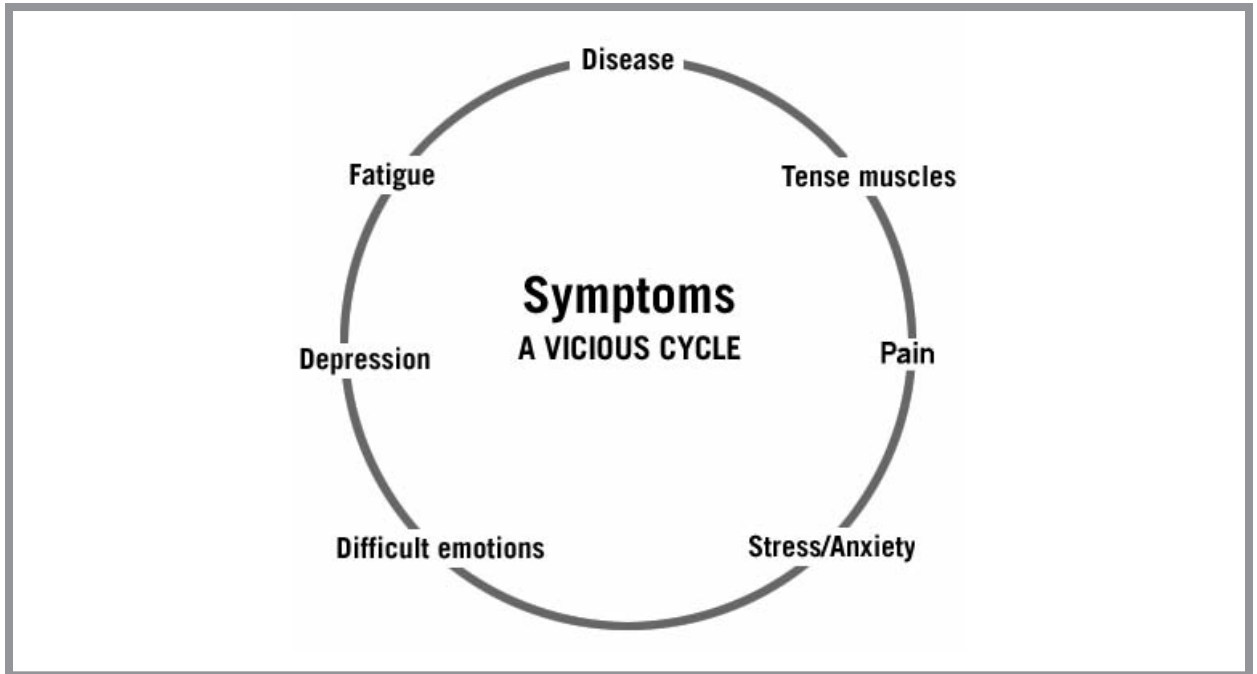 Disease
Fatigue
Tense muscles
Symptoms
A VICIOUS CYCLE
Depression
Pain
Difficult emotions
Stress/Anxiety